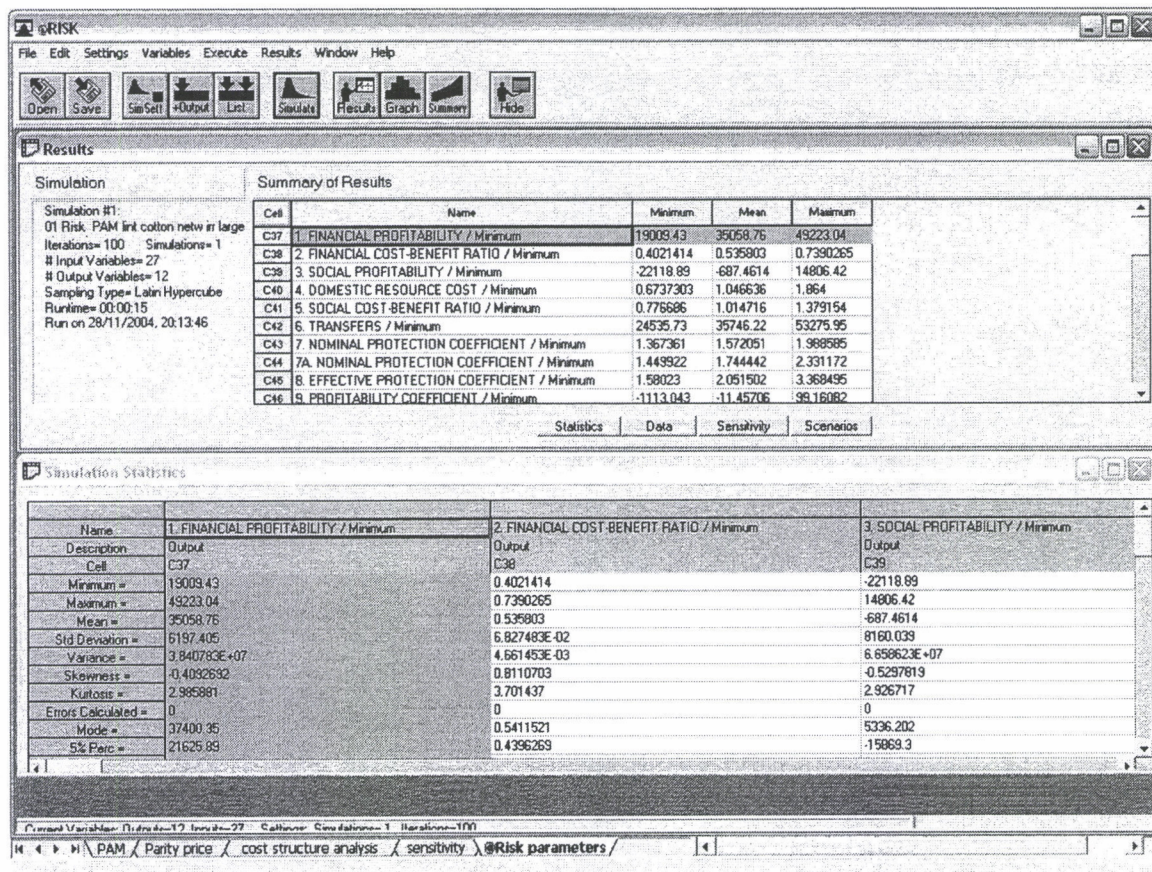 @RISK
File Edit Settings Variables Execute Results Window Help
Open Save Sim Sett +Output List Simulate Results Graph Summary Hide
Results
Simulation
Simulation #1:
01 Risk PAM lint cotton netw irr large
Iterations= 100 Simulations= 1
# Input Variables= 27
# Output Variables= 12
Sampling Type= Latin Hypercube
Runtime= 00:00:15
Run on 28/11/2004, 20:13:46
Summary of Results
Cell Name Minimum Mean Maximum
C37 1. FINANCIAL PROFITABILITY / Minimum 19009.43 35058.76 49223.04
C38 2. FINANCIAL COST-BENEFIT RATIO / Minimum 0.4021414 0.535803 0.7390265
C39 3. SOCIAL PROFITABILITY / Minimum -22118.89 -687.4614 14806.42
C40 4. DOMESTIC RESOURCE COST / Minimum 0.6737303 1.046636 1.864
C41 5. SOCIAL COST-BENEFIT RATIO / Minimum 0.776686 1.014716 1.379154
C42 6. TRANSFERS / Minimum 24535.73 35746.22 53275.95
C43 7. NOMINAL PROTECTION COEFFICIENT / Minimum 1.367361 1.572051 1.988585
C44 7A. NOMINAL PROTECTION COEFFICIENT / Minimum 1.449922 1.744442 2.331172
C45 8. EFFECTIVE PROTECTION COEFFICIENT / Minimum 1.58023 2.051502 3.368495
C46 9. PROFITABILITY COEFFICIENT / Minimum -1113.043 -11.45706 99.16082
Statistics Data Sensitivity Scenarios
Simulation Statistics
Name 1. FINANCIAL PROFITABILITY / Minimum 2. FINANCIAL COST-BENEFIT RATIO / Minimum 3. SOCIAL PROFITABILITY / Minimum
Description Output Output Output
Cell C37 C38 C39
Minimum = 19009.43 0.4021414 -22118.89
Maximum = 49223.04 0.7390265 14806.42
Mean = 35058.76 0.535803 -687.4614
Std Deviation = 6197.405 6.827483E-02 8160.039
Variance = 3.840783E+07 4.661453E-03 6.658623E+07
Skewness = -0.4092692 0.8110703 -0.5297819
Kurtosis = 2.985881 3.701437 2.926717
Errors Calculated = 0 0 0
Mode = 37400.35 0.5411521 5336.202
5% Perc = 21625.89 0.4396269 -15869.3
Current Variables: Outputs=12 Inputs=27 Settings: Simulations= 1 Iterations=100
PAM Parity price cost structure analysis sensitivity @Risk parameters